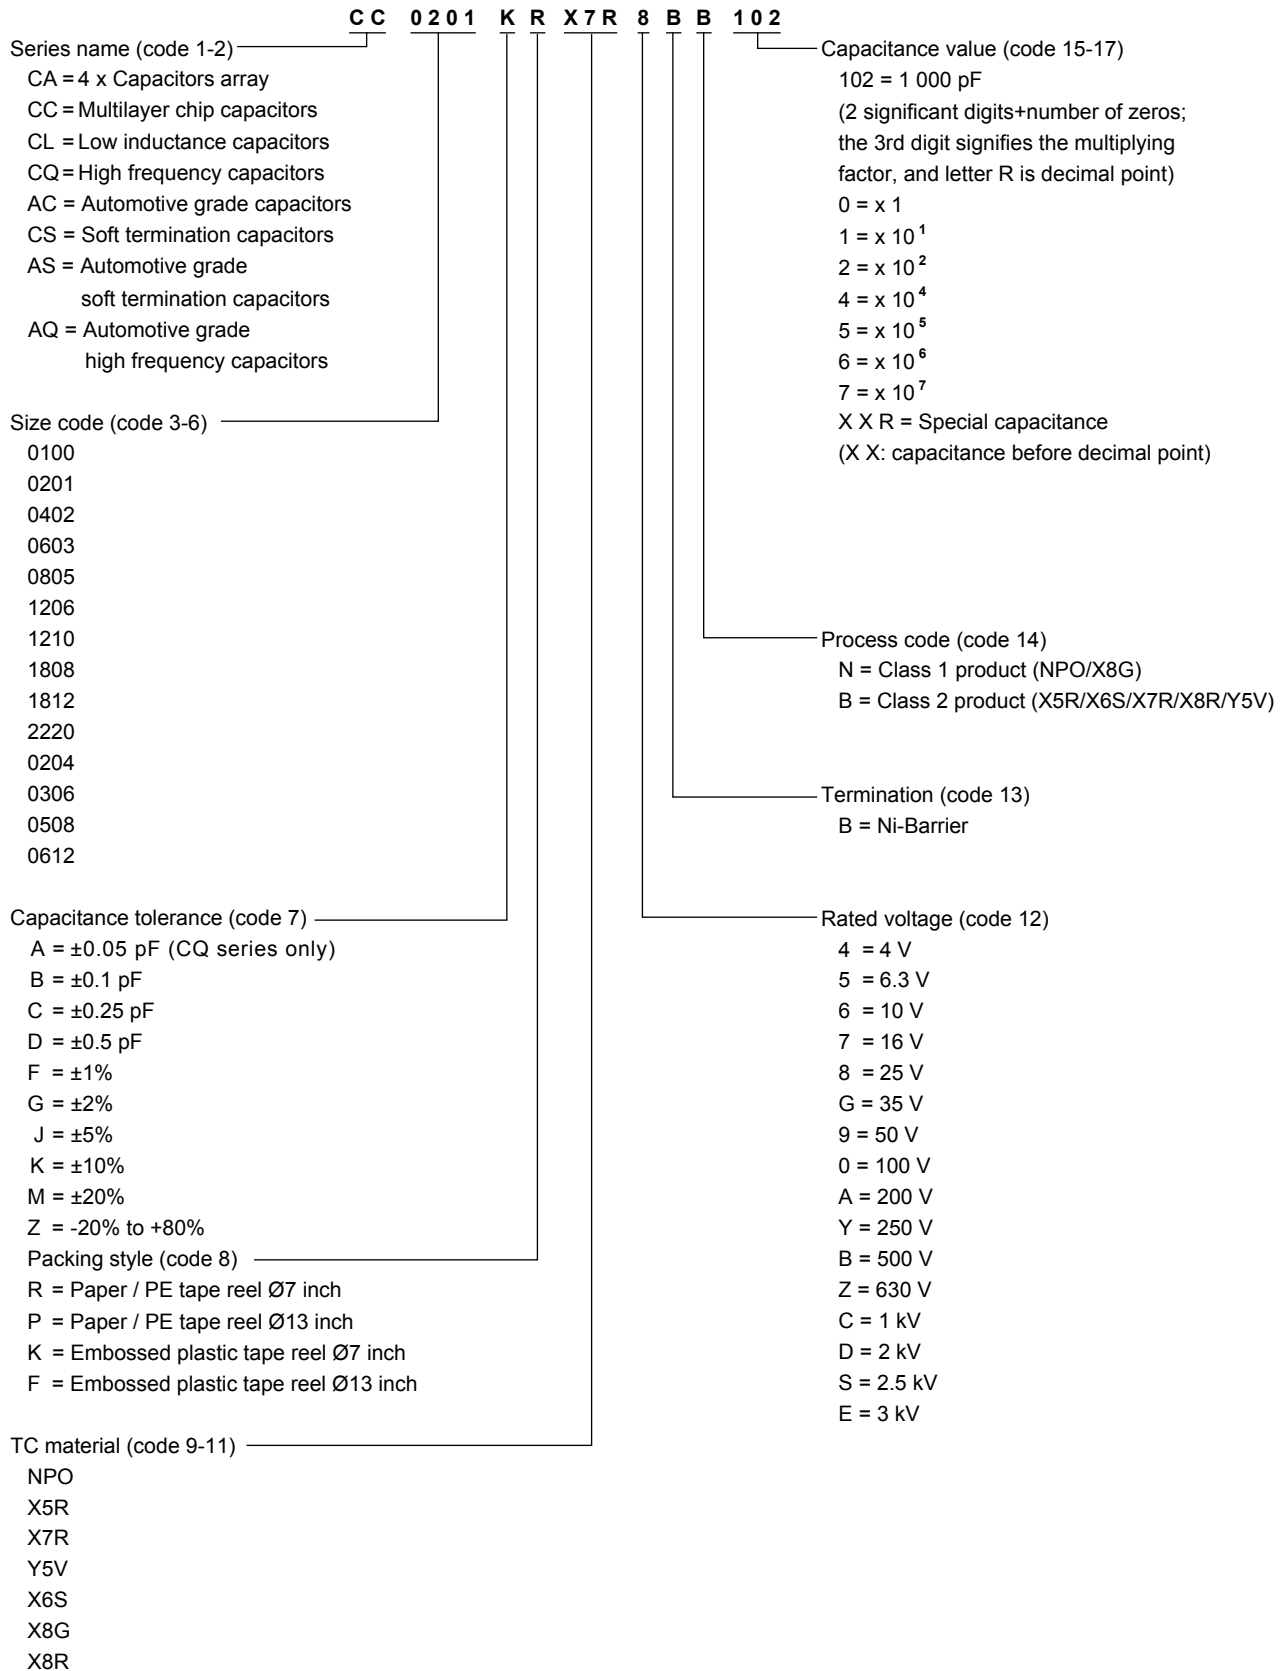 CC 0201 K R X7R 8 B B 102
Series name (code 1-2)
CA = 4 x Capacitors array
CC = Multilayer chip capacitors
CL = Low inductance capacitors
CQ = High frequency capacitors
AC = Automotive grade capacitors
CS = Soft termination capacitors
AS = Automotive grade
soft termination capacitors
AQ = Automotive grade
high frequency capacitors
Size code (code 3-6)
0100
0201
0402
0603
0805
1206
1210
1808
1812
2220
0204
0306
0508
0612
Capacitance tolerance (code 7)
A = ±0.05 pF (CQ series only)
B = ±0.1 pF
C = ±0.25 pF
D = ±0.5 pF
F = ±1%
G = ±2%
J = ±5%
K = ±10%
M = ±20%
Z = -20% to +80%
Packing style (code 8)
R = Paper / PE tape reel Ø7 inch
P = Paper / PE tape reel Ø13 inch
K = Embossed plastic tape reel Ø7 inch
F = Embossed plastic tape reel Ø13 inch
TC material (code 9-11)
NPO
X5R
X7R
Y5V
X6S
X8G
X8R
Capacitance value (code 15-17)
102 = 1 000 pF
(2 significant digits+number of zeros;
the 3rd digit signifies the multiplying
factor, and letter R is decimal point)
0 = x 1
1 = x 10¹
2 = x 10²
4 = x 10⁴
5 = x 10⁵
6 = x 10⁶
7 = x 10⁷
X X R = Special capacitance
(X X: capacitance before decimal point)
Process code (code 14)
N = Class 1 product (NPO/X8G)
B = Class 2 product (X5R/X6S/X7R/X8R/Y5V)
Termination (code 13)
B = Ni-Barrier
Rated voltage (code 12)
4 = 4 V
5 = 6.3 V
6 = 10 V
7 = 16 V
8 = 25 V
G = 35 V
9 = 50 V
0 = 100 V
A = 200 V
Y = 250 V
B = 500 V
Z = 630 V
C = 1 kV
D = 2 kV
S = 2.5 kV
E = 3 kV